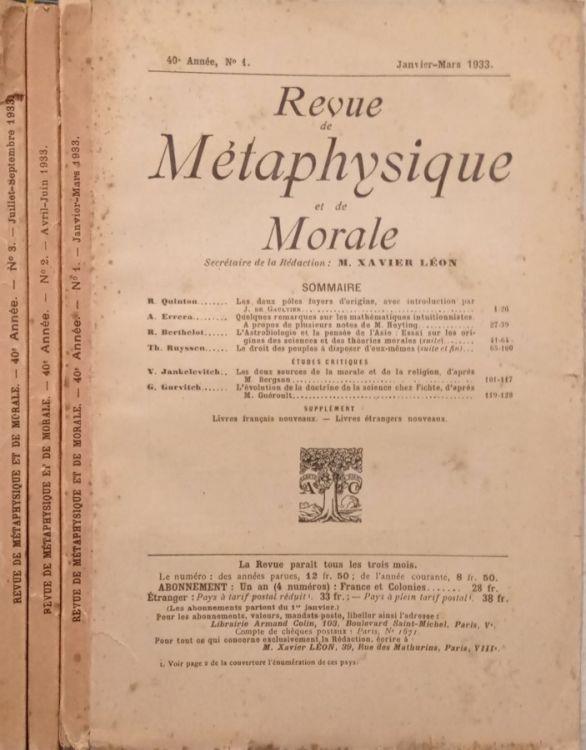 REVUE DE MÉTAPHYSIQUE ET DE MORALE. — 40e Année. — No 3. — Juillet-Septembre 1933.
REVUE DE MÉTAPHYSIQUE ET DE MORALE. — 40e Année. — No 2. — Avril-Juin 1933.
REVUE DE MÉTAPHYSIQUE ET DE MORALE. — 40e Année. — No 1. — Janvier-Mars 1933.
40e Année, No 1. Janvier-Mars 1933.
Revue
de
Métaphysique
et de
Morale
Secrétaire de la Rédaction : M. XAVIER LÉON
SOMMAIRE
R. Quinton........ Les deux pôles foyers d'origine, avec introduction par
J. DE GAULTIER........ 1-26
A. Errera......... Quelques remarques sur les mathématiques intuitionnistes.
A propos de plusieurs notes de M. Heyting........ 27-39
R. Berthelot...... L'Astrobiologie et la pensée de l'Asie : Essai sur les ori-
gines des sciences et des théories morales (suite)........ 41-64
Th. Ruyssen...... Le droit des peuples à disposer d'eux-mêmes (suite et fin)... 65-100
ÉTUDES CRITIQUES
V. Jankelevitch.. Les deux sources de la morale et de la religion, d'après
M. Bergson........ 101-117
G. Gurvitch...... L'évolution de la doctrine de la science chez Fichte, d'après
M. Guéroult........ 119-128
SUPPLÉMENT
Livres français nouveaux. — Livres étrangers nouveaux.
A C
La Revue paraît tous les trois mois.
Le numéro : des années parues, 12 fr. 50 ; de l'année courante, 8 fr. 50.
ABONNEMENT : Un an (4 numéros) : France et Colonies....... 28 fr.
Étranger : Pays à tarif postal réduit 1. 33 fr. ; — Pays à plein tarif postal 1. 38 fr.
(Les abonnements partent du 1er janvier.)
Pour les abonnements, valeurs, mandats-poste, libeller ainsi l'adresse :
Librairie Armand Colin, 103, Boulevard Saint-Michel, Paris, Ve.
Compte de chèques postaux : Paris, No 1671.
Pour tout ce qui concerne exclusivement la Rédaction, écrire à
M. Xavier LÉON, 39, Rue des Mathurins, Paris, VIIIe.
1. Voir page 2 de la couverture l'énumération de ces pays.